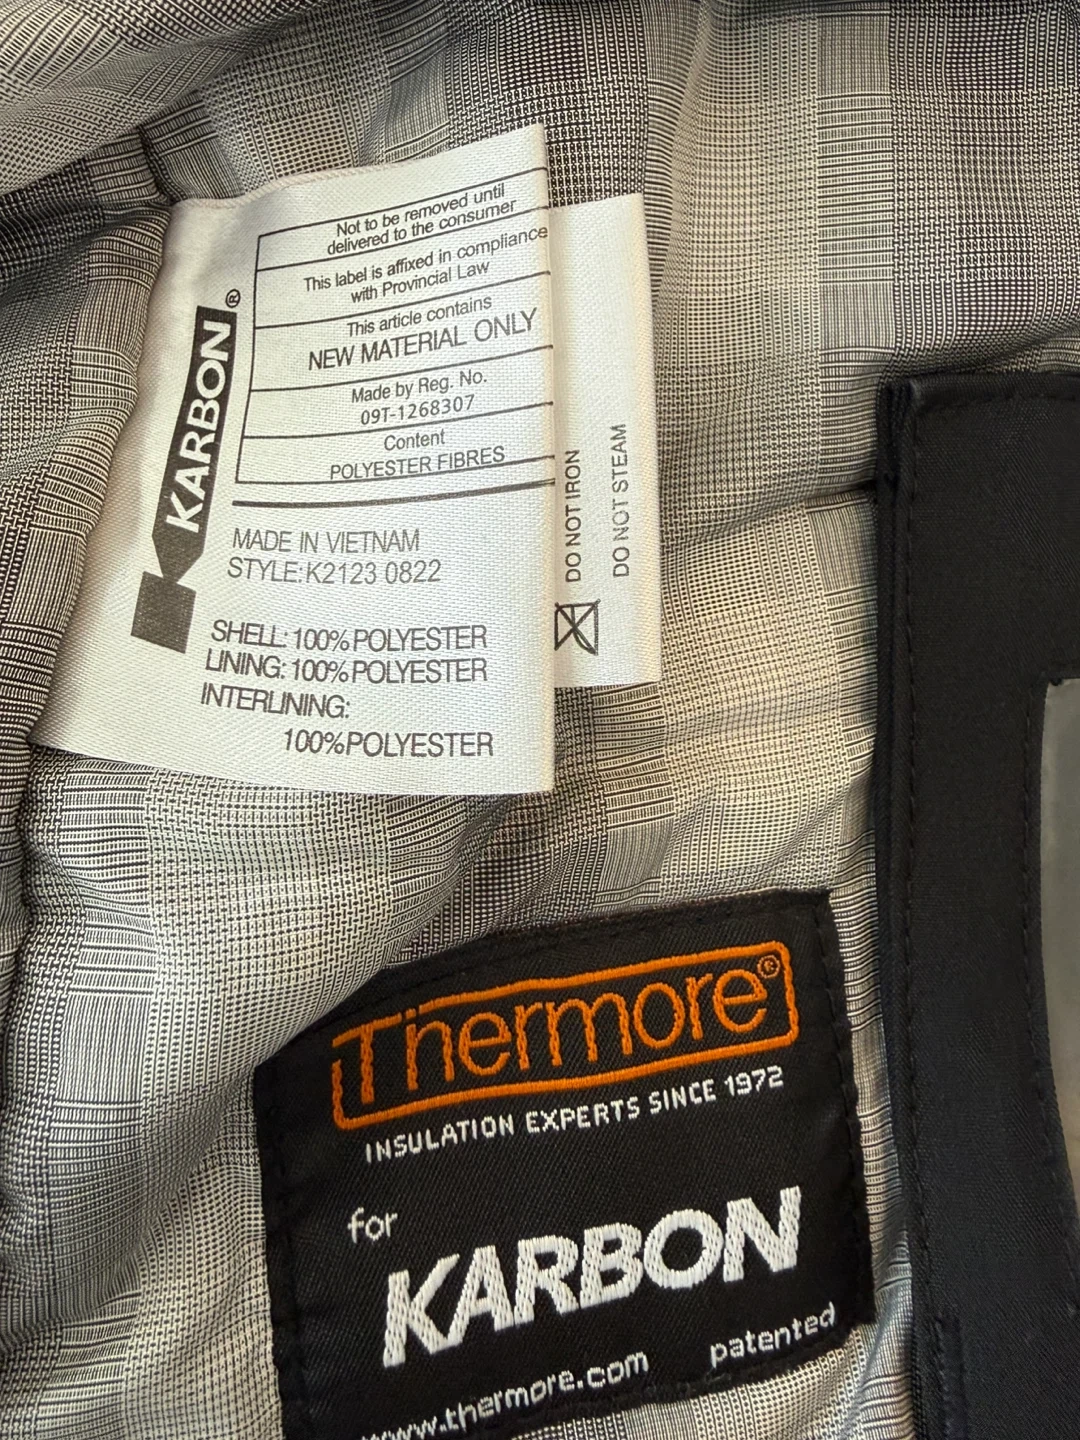 KARBON®
Not to be removed until
delivered to the consumer
This label is affixed in compliance
with Provincial Law
This article contains
NEW MATERIAL ONLY
Made by Reg. No.
09T-1268307
Content
POLYESTER FIBRES
MADE IN VIETNAM
STYLE:K2123 0822
SHELL: 100%POLYESTER
LINING: 100%POLYESTER
INTERLINING:
100%POLYESTER
DO NOT IRON
DO NOT STEAM
Thermore®
INSULATION EXPERTS SINCE 1972
for
KARBON
www.thermore.com
patented